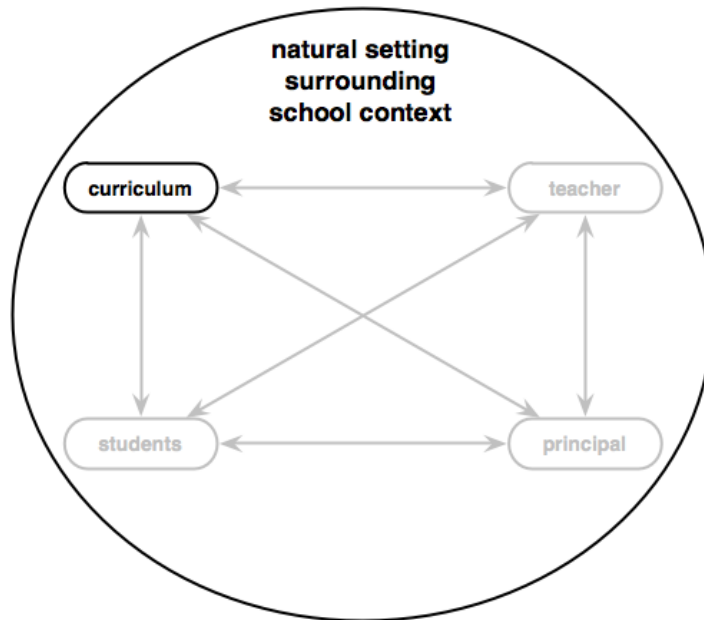 natural setting
surrounding
school context
curriculum
teacher
students
principal